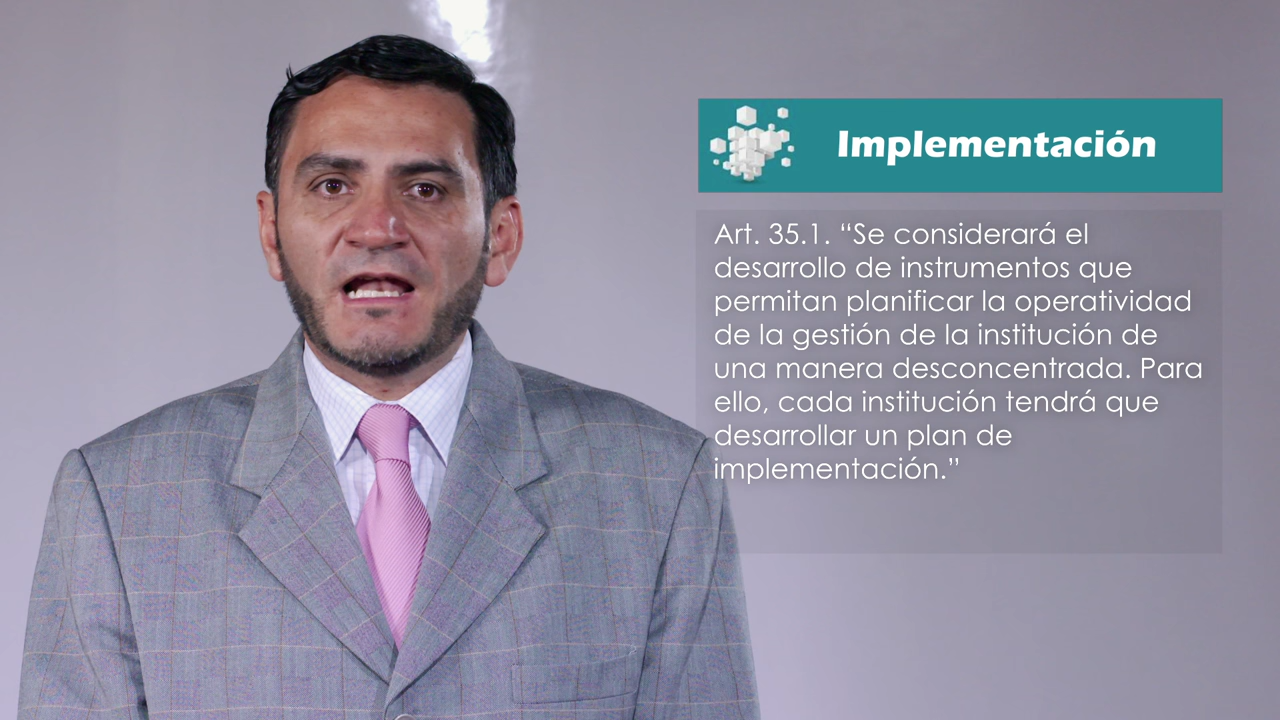 Implementación
Art. 35.1. “Se considerará el
desarrollo de instrumentos que
permitan planificar la operatividad
de la gestión de la institución de
una manera desconcentrada. Para
ello, cada institución tendrá que
desarrollar un plan de
implementación.”